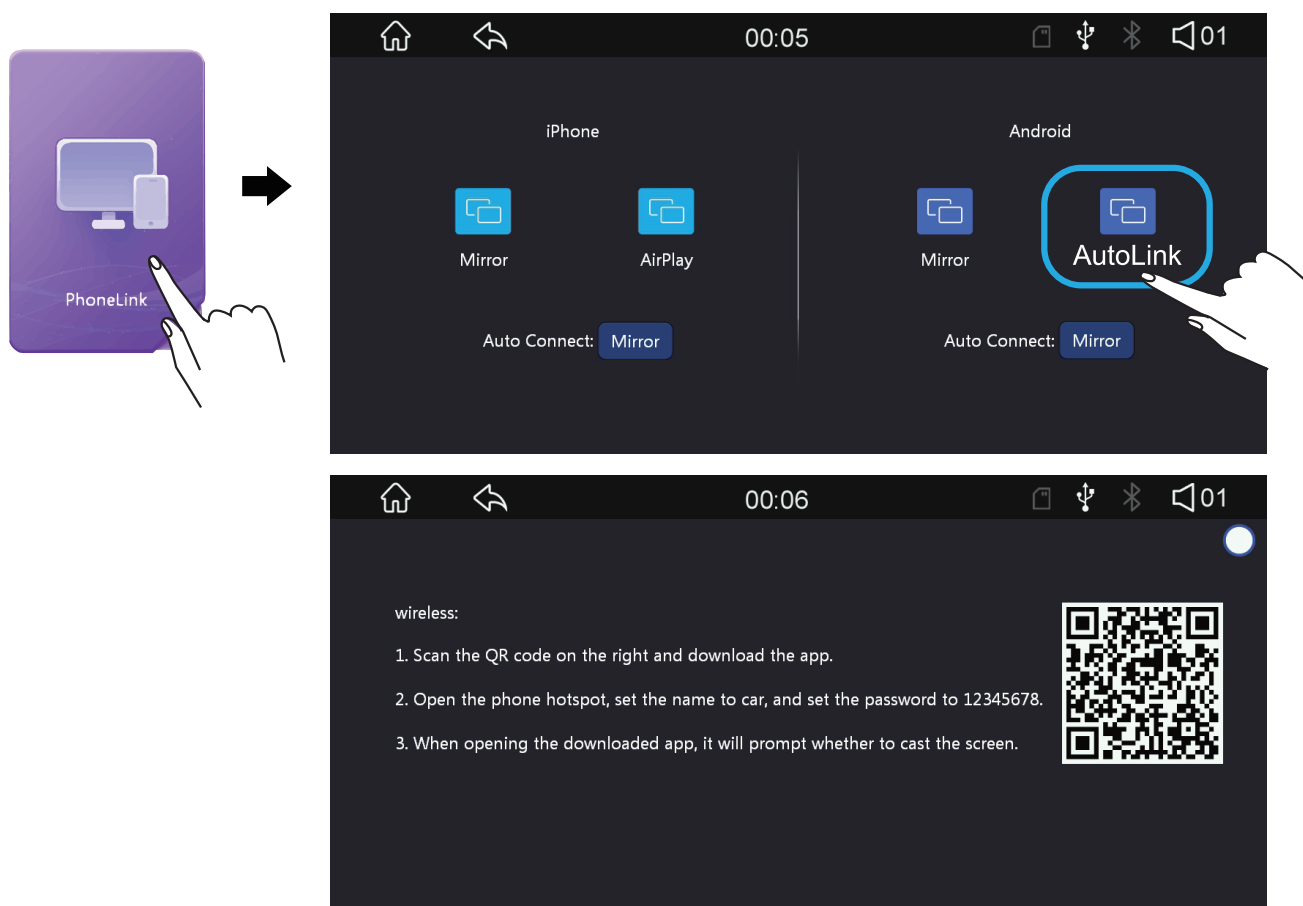 PhoneLink
00:05
01
iPhone
Android
Mirror
AirPlay
Mirror
AutoLink
Auto Connect: Mirror
Auto Connect: Mirror
00:06
01
wireless:
1. Scan the QR code on the right and download the app.
2. Open the phone hotspot, set the name to car, and set the password to 12345678.
3. When opening the downloaded app, it will prompt whether to cast the screen.